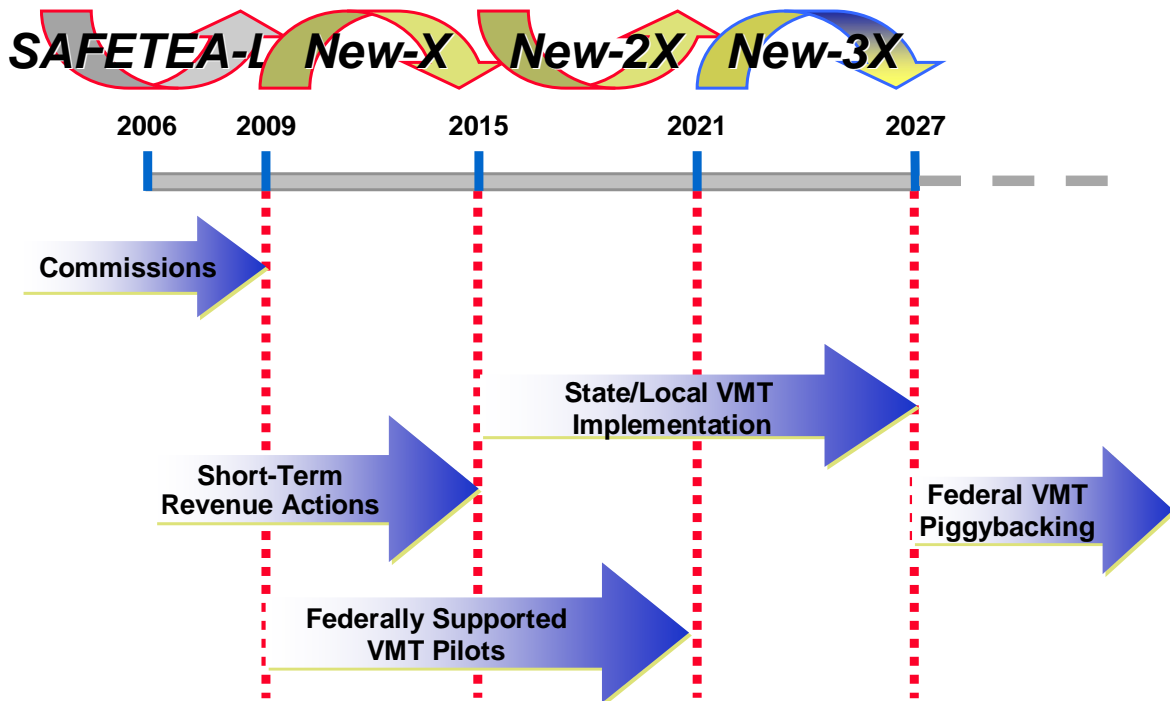 SAFETEA-L New-X New-2X New-3X
2006 2009 2015 2021 2027
Commissions
State/Local VMT
Implementation
Short-Term
Revenue Actions
Federal VMT
Piggybacking
Federally Supported
VMT Pilots